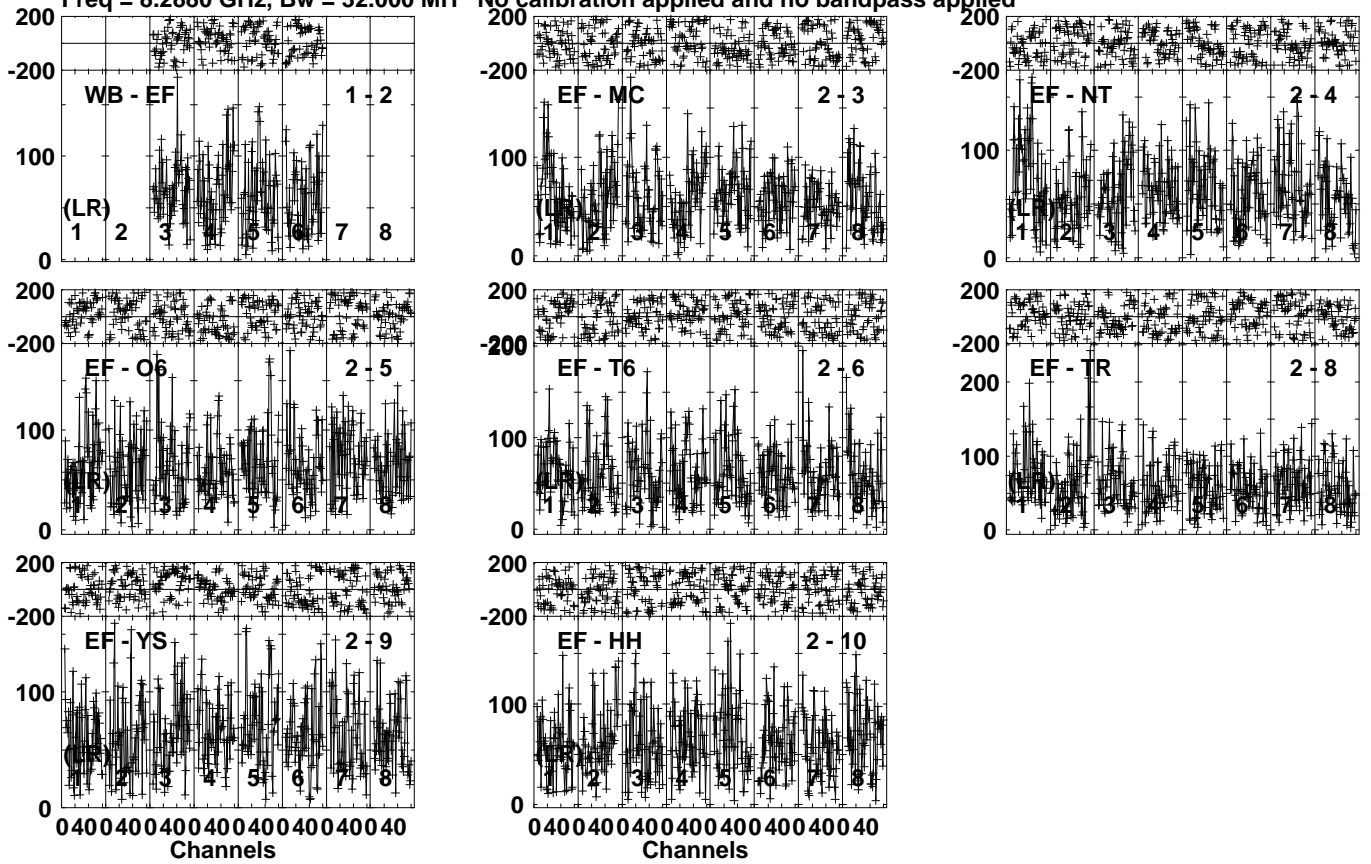 Freq = 8.2880 GHz, Bw = 32.000 MH No calibration applied and no bandpass applied
200
-200
WB - EF 1 - 2
100
(LR)
1 2 3 4 5 6 7 8
0
EF - MC 2 - 3
100
(LR)
1 2 3 4 5 6 7 8
0
200
-200
EF - NT 2 - 4
100
(LR)
1 2 3 4 5 6 7 8
0
200
-200
EF - O6 2 - 5
100
(LR)
1 2 3 4 5 6 7 8
0
200
EF - T6 2 - 6
100
(LR)
1 2 3 4 5 6 7 8
0
200
-200
EF - TR 2 - 8
200
100
(LR)
1 2 3 4 5 6 7 8
0
200
-200
EF - YS 2 - 9
100
(LR)
1 2 3 4 5 6 7 8
0
0 40 0 40 0 40 0 40 0 40 0 40 0 40 0 40
Channels
200
-200
EF - HH 2 - 10
100
(LR)
1 2 3 4 5 6 7 8
0
0 40 0 40 0 40 0 40 0 40 0 40 0 40 0 40
Channels